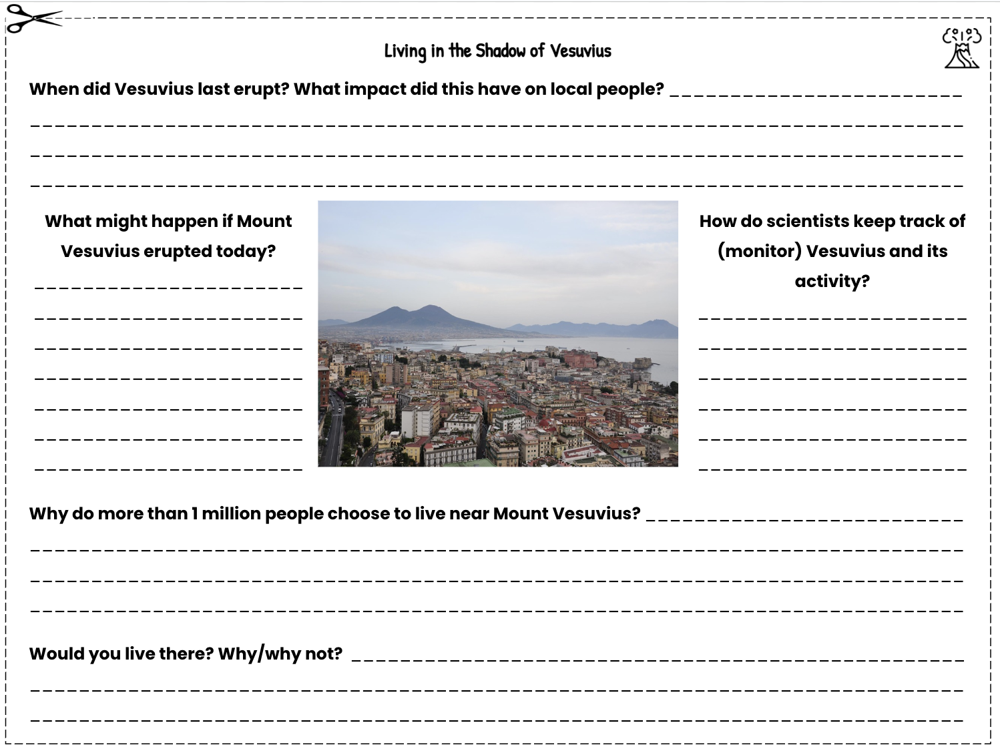 Living in the Shadow of Vesuvius
When did Vesuvius last erupt? What impact did this have on local people?
What might happen if Mount
Vesuvius erupted today?
How do scientists keep track of
(monitor) Vesuvius and its
activity?
Why do more than 1 million people choose to live near Mount Vesuvius?
Would you live there? Why/why not?